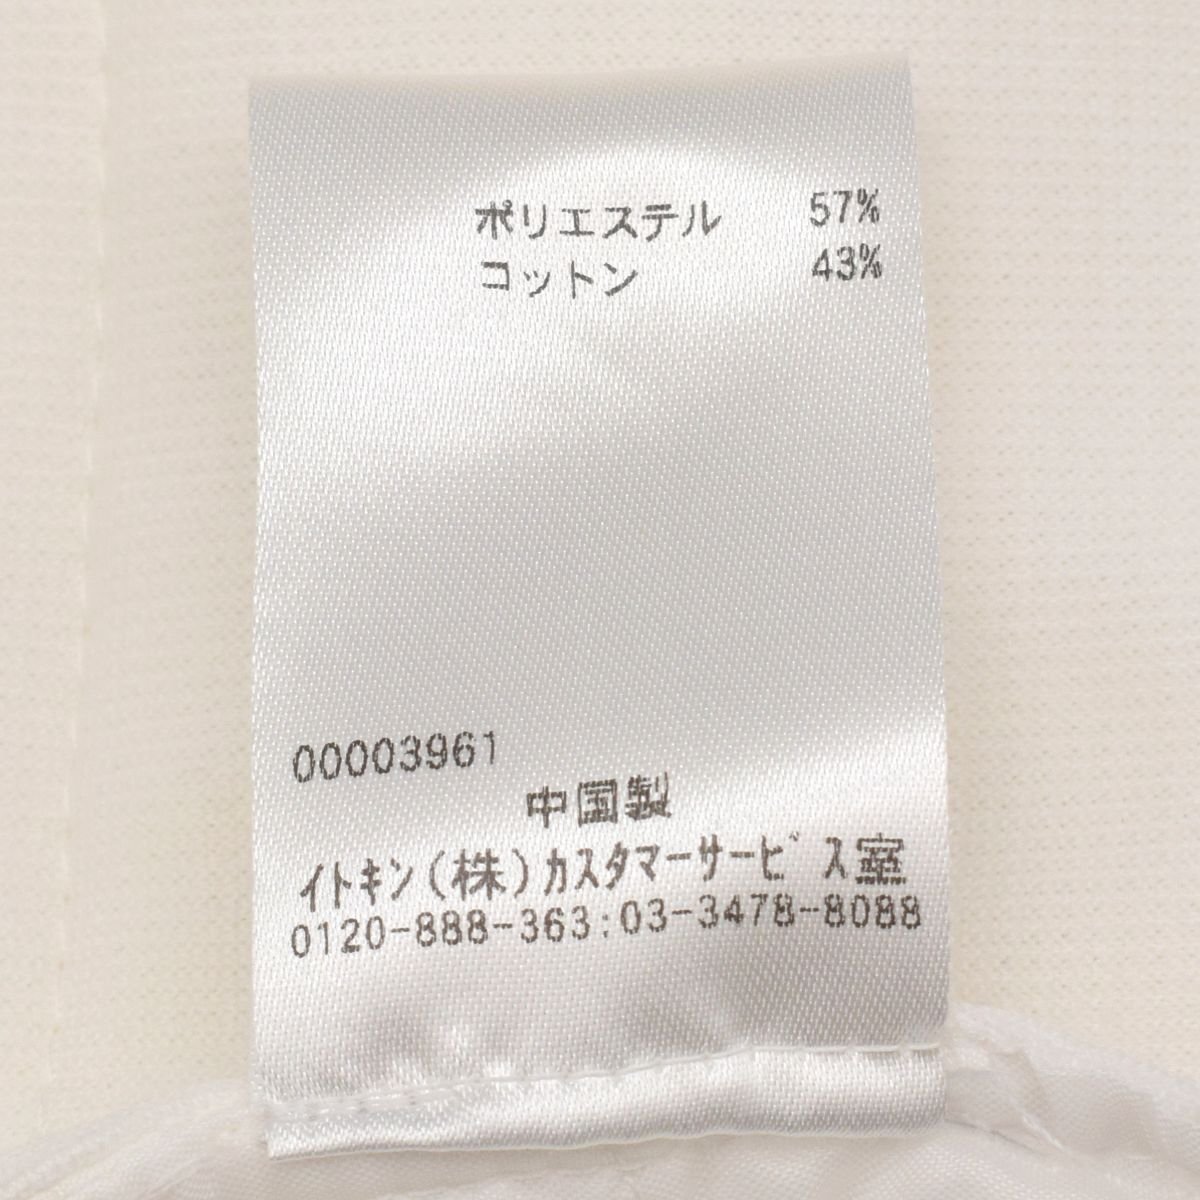 ポリエステル 57%
コットン 43%
00003961
中国製
イトキン(株)カスタマーサービス室
0120-888-363:03-3478-8088